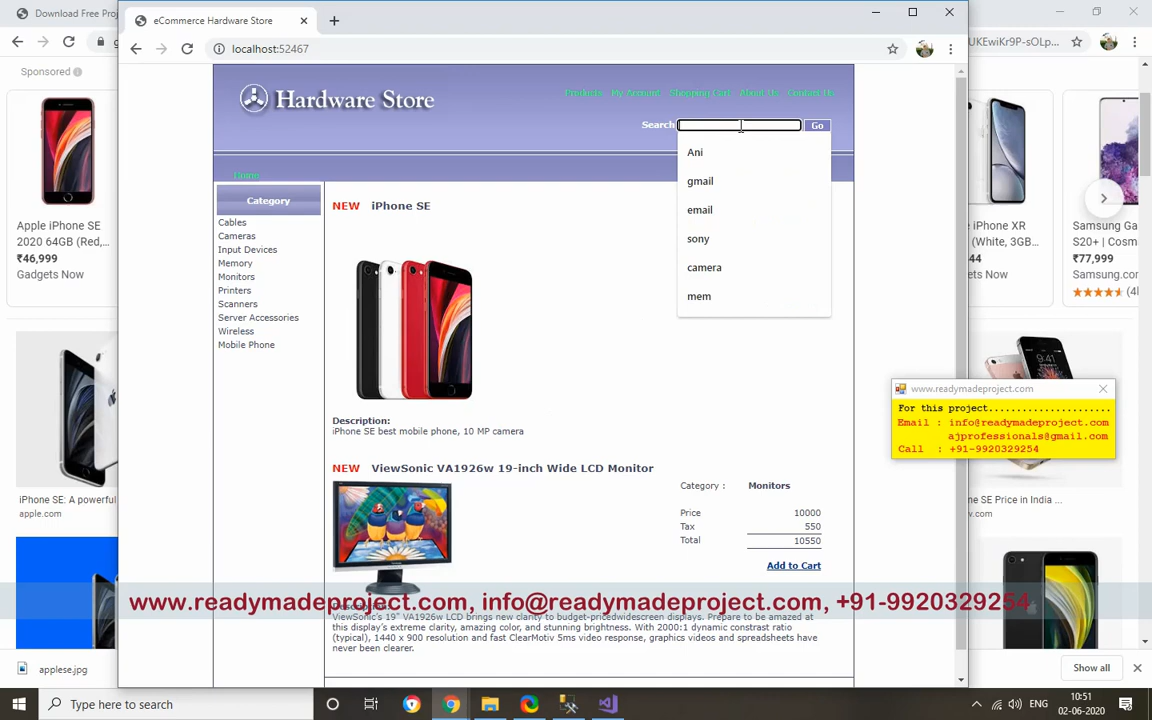 Download Free Proj
eCommerce Hardware Store
localhost:52467
UKEwiKr9P-sOLp...
Sponsored
Hardware Store
Products
My Account
Shopping Cart
About Us
Contact Us
Search
Go
Home
Ani
gmail
email
sony
camera
mem
Category
Cables
Cameras
Input Devices
Memory
Monitors
Printers
Scanners
Server Accessories
Wireless
Mobile Phone
NEW iPhone SE
Description:
iPhone SE best mobile phone, 10 MP camera
NEW ViewSonic VA1926w 19-inch Wide LCD Monitor
Category : Monitors
Price 10000
Tax 550
Total 10550
Add to Cart
ViewSonic's 19" VA1926w LCD brings new clarity to budget-pricedwidescreen displays. Prepare to be amazed at
this display's extreme clarity, amazing color, and stunning brightness. With 2000:1 dynamic constrast ratio
(typical), 1440 x 900 resolution and fast ClearMotiv 5ms video response, graphics videos and spreadsheets have
never been clearer.
Apple iPhone SE
2020 64GB (Red,...
₹46,999
Gadgets Now
iPhone SE: A powerful
apple.com
iPhone XR
(White, 3GB...
44
Now
Samsung Ga
S20+ | Cosm
₹77,999
Samsung.com
(4k
www.readymadeproject.com
For this project......................
Email : info@readymadeproject.com
ajprofessionals@gmail.com
Call : +91-9920329254
ne SE Price in India ...
v.com
www.readymadeproject.com, info@readymadeproject.com, +91-9920329254
applese.jpg
Show all
Type here to search
ENG
10:51
02-06-2020